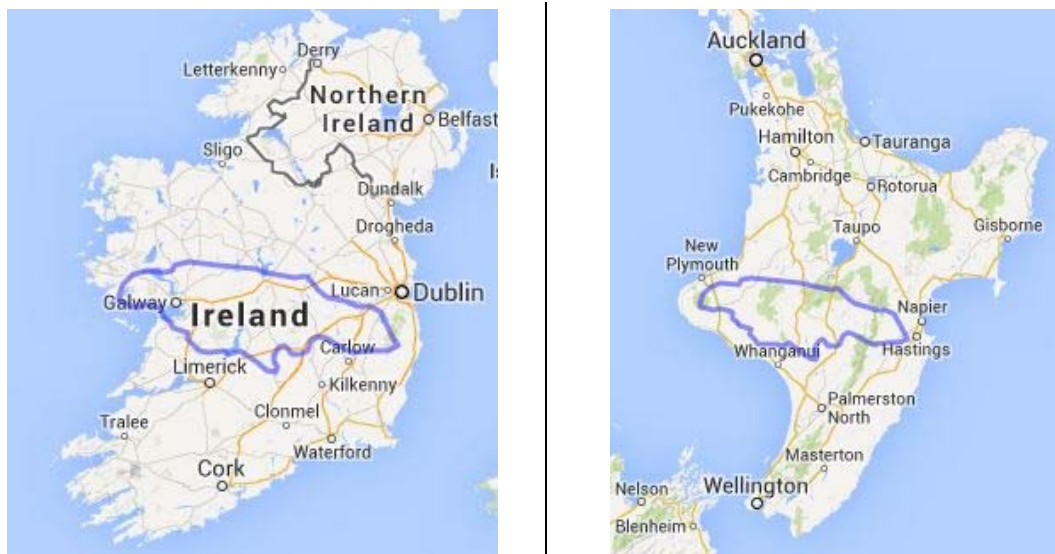 Derry
Letterkenny
Northern
Ireland
Belfast
Sligo
Dundalk
Drogheda
Galway
Lucan
Dublin
Ireland
Carlow
Limerick
Kilkenny
Clonmel
Tralee
Waterford
Cork
Auckland
Pukekohe
Hamilton
Tauranga
Cambridge
Rotorua
Taupo
Gisborne
New
Plymouth
Napier
Hastings
Whanganui
Palmerston
North
Masterton
Nelson
Wellington
Blenheim